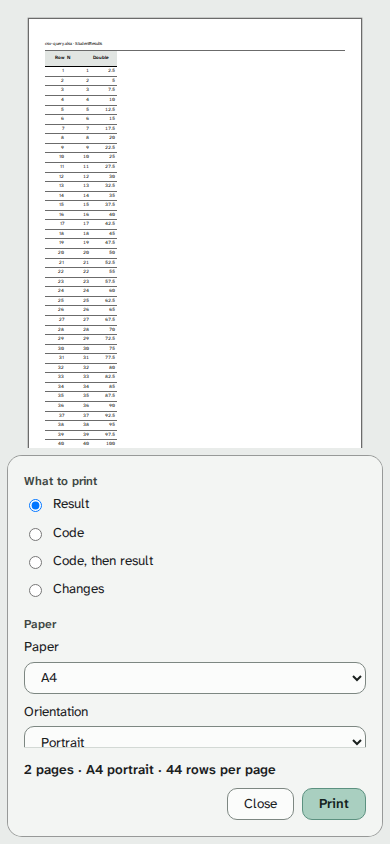 Row N Double
1 1 2.5
2 2 5
3 3 7.5
4 4 10
5 5 12.5
6 6 15
7 7 17.5
8 8 20
9 9 22.5
10 10 25
11 11 27.5
12 12 30
13 13 32.5
14 14 35
15 15 37.5
16 16 40
17 17 42.5
18 18 45
19 19 47.5
20 20 50
21 21 52.5
22 22 55
23 23 57.5
24 24 60
25 25 62.5
26 26 65
27 27 67.5
28 28 70
29 29 72.5
30 30 75
31 31 77.5
32 32 80
33 33 82.5
34 34 85
35 35 87.5
36 36 90
37 37 92.5
38 38 95
39 39 97.5
40 40 100
What to print
Result
Code
Code, then result
Changes
Paper
Paper
A4
Orientation
Portrait
2 pages · A4 portrait · 44 rows per page
Close Print